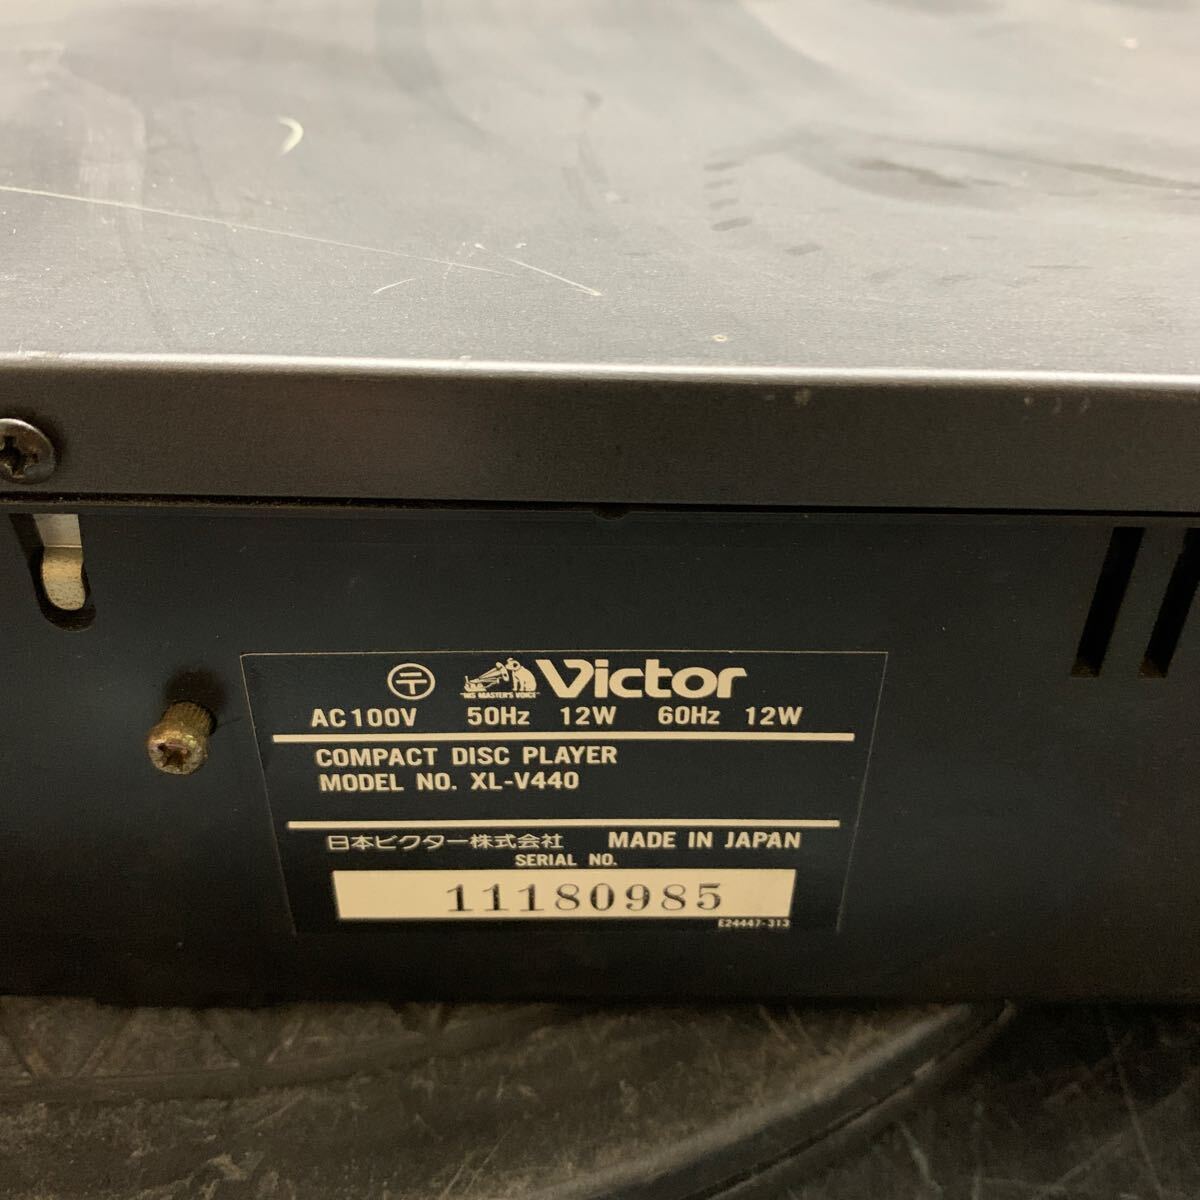 〒 "HIS MASTER'S VOICE" Victor
AC100V 50Hz 12W 60Hz 12W
COMPACT DISC PLAYER
MODEL NO. XL-V440
日本ビクター株式会社 MADE IN JAPAN
SERIAL NO.
11180985
E24447-313